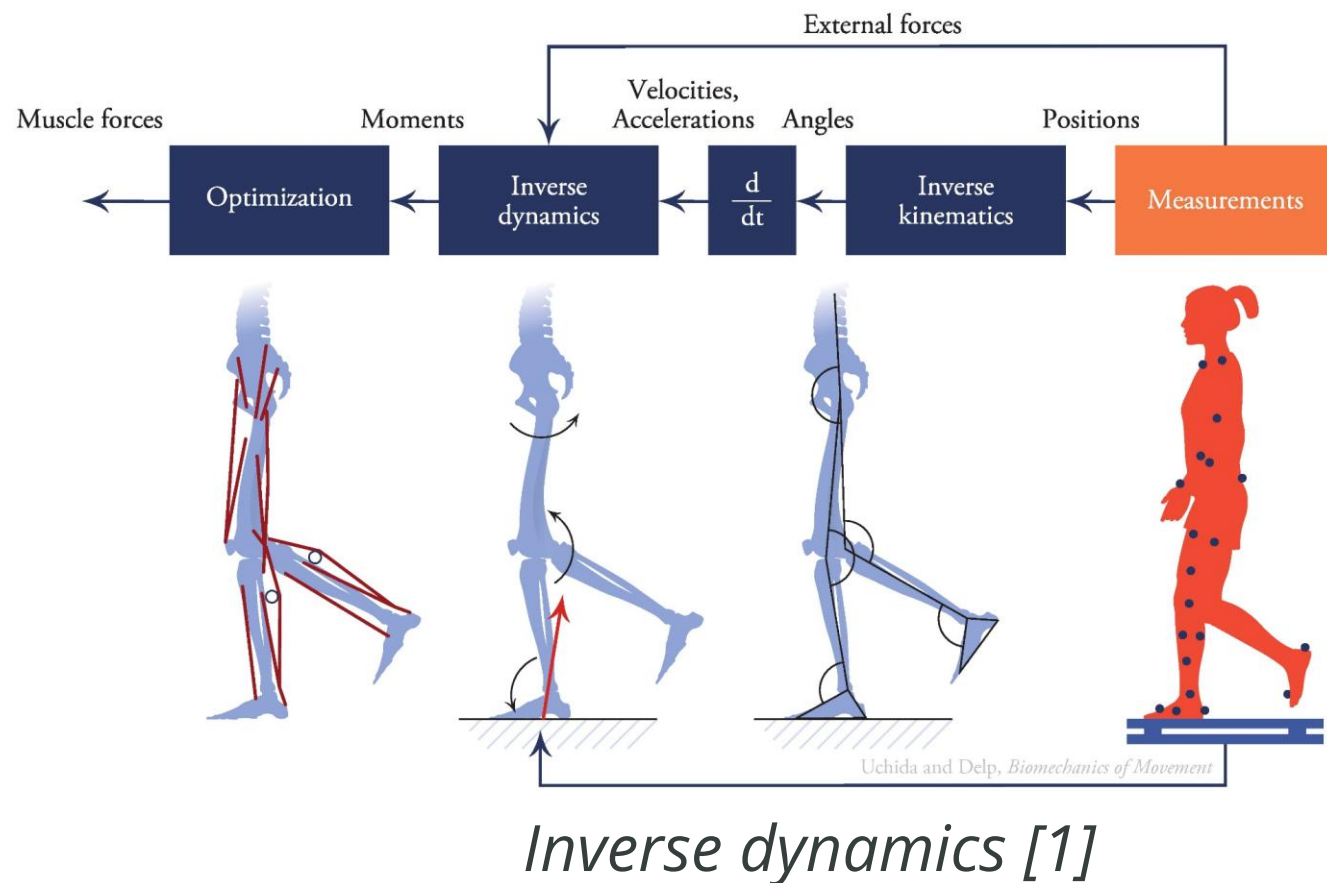 External forces
Velocities,
Muscle forces
Moments
Accelerations
Angles
Positions
Optimization
Inverse
dynamics
d
dt
Inverse
kinematics
Measurements
Uchida and Delp, Biomechanics of Movement
Inverse dynamics [1]